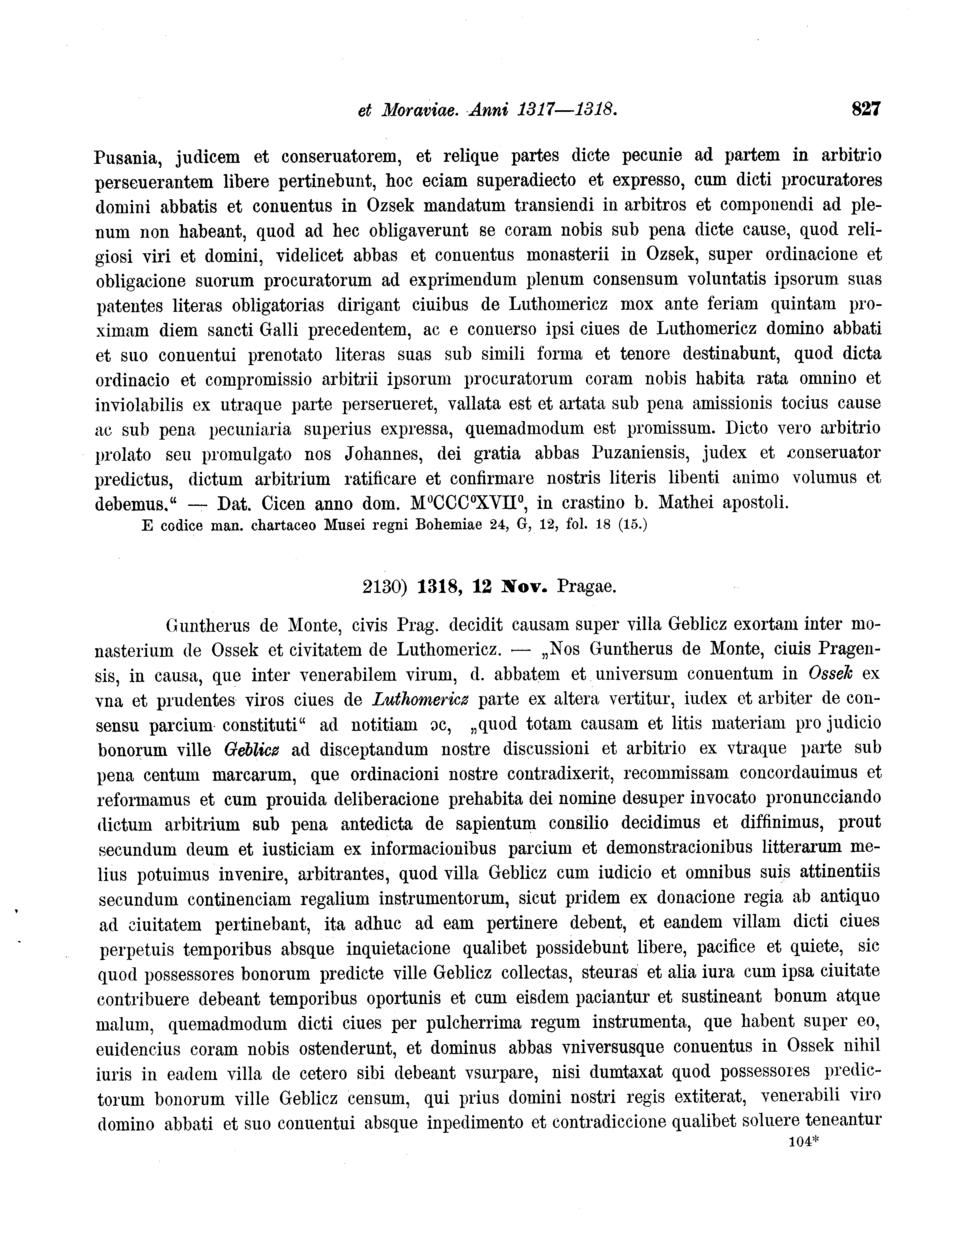 et Moraviae. Anni 1317—1318. 827
Pusania, judicem et conseruatorem, et relique partes dicte pecunie ad partem in arbitrio
perseuerantem libere pertinebunt, hoc eciam superadiecto et expresso, cum dicti procuratores
domini abbatis et conuentus in Ozsek mandatum transiendi in arbitros et componendi ad ple-
num non habeant, quod ad hec obligaverunt se coram nobis sub pena dicte cause, quod reli-
giosi viri et domini, videlicet abbas et conuentus monasterii in Ozsek, super ordinacione et
obligacione suorum procuratorum ad exprimendum plenum consensum voluntatis ipsorum suas
patentes literas obligatorias dirigant ciuibus de Luthomericz mox ante feriam quintam pro-
ximam diem sancti Galli precedentem, ac e conuerso ipsi ciues de Luthomericz domino abbati
et suo conuentui prenotato literas suas sub simili forma et tenore destinabunt, quod dicta
ordinacio et compromissio arbitrii ipsorum procuratorum coram nobis habita rata omnino et
inviolabilis ex utraque parte perserueret, vallata est et artata sub pena amissionis tocius cause
ac sub pena pecuniaria superius expressa, quemadmodum est promissum. Dicto vero arbitrio
prolato seu promulgato nos Johannes, dei gratia abbas Puzaniensis, judex et conseruator
predictus, dictum arbitrium ratificare et confirmare nostris literis libenti animo volumus et
debemus.“ — Dat. Cicen anno dom. M⁰CCC⁰XVII⁰, in crastino b. Mathei apostoli.
E codice man. chartaceo Musei regni Bohemiae 24, G, 12, fol. 18 (15.)
2130) 1318, 12 Nov. Pragae.
Guntherus de Monte, civis Prag. decidit causam super villa Geblicz exortam inter mo-
nasterium de Ossek et civitatem de Luthomericz. — „Nos Guntherus de Monte, ciuis Pragen-
sis, in causa, que inter venerabilem virum, d. abbatem et universum conuentum in Ossek ex
vna et prudentes viros ciues de Luthomericz parte ex altera vertitur, iudex et arbiter de con-
sensu parcium constituti“ ad notitiam ɔc, „quod totam causam et litis materiam pro judicio
bonorum ville Geblicz ad disceptandum nostre discussioni et arbitrio ex vtraque parte sub
pena centum marcarum, que ordinacioni nostre contradixerit, recommissam concordauimus et
reformamus et cum prouida deliberacione prehabita dei nomine desuper invocato pronuncciando
dictum arbitrium sub pena antedicta de sapientum consilio decidimus et diffinimus, prout
secundum deum et iusticiam ex informacionibus parcium et demonstracionibus litterarum me-
lius potuimus invenire, arbitrantes, quod villa Geblicz cum iudicio et omnibus suis attinentiis
secundum continenciam regalium instrumentorum, sicut pridem ex donacione regia ab antiquo
ad ciuitatem pertinebant, ita adhuc ad eam pertinere debent, et eandem villam dicti ciues
perpetuis temporibus absque inquietacione qualibet possidebunt libere, pacifice et quiete, sic
quod possessores bonorum predicte ville Geblicz collectas, steuras et alia iura cum ipsa ciuitate
contribuere debeant temporibus oportunis et cum eisdem paciantur et sustineant bonum atque
malum, quemadmodum dicti ciues per pulcherrima regum instrumenta, que habent super eo,
euidencius coram nobis ostenderunt, et dominus abbas vniversusque conuentus in Ossek nihil
iuris in eadem villa de cetero sibi debeant vsurpare, nisi dumtaxat quod possessores predic-
torum bonorum ville Geblicz censum, qui prius domini nostri regis extiterat, venerabili viro
domino abbati et suo conuentui absque inpedimento et contradiccione qualibet soluere teneantur
104*